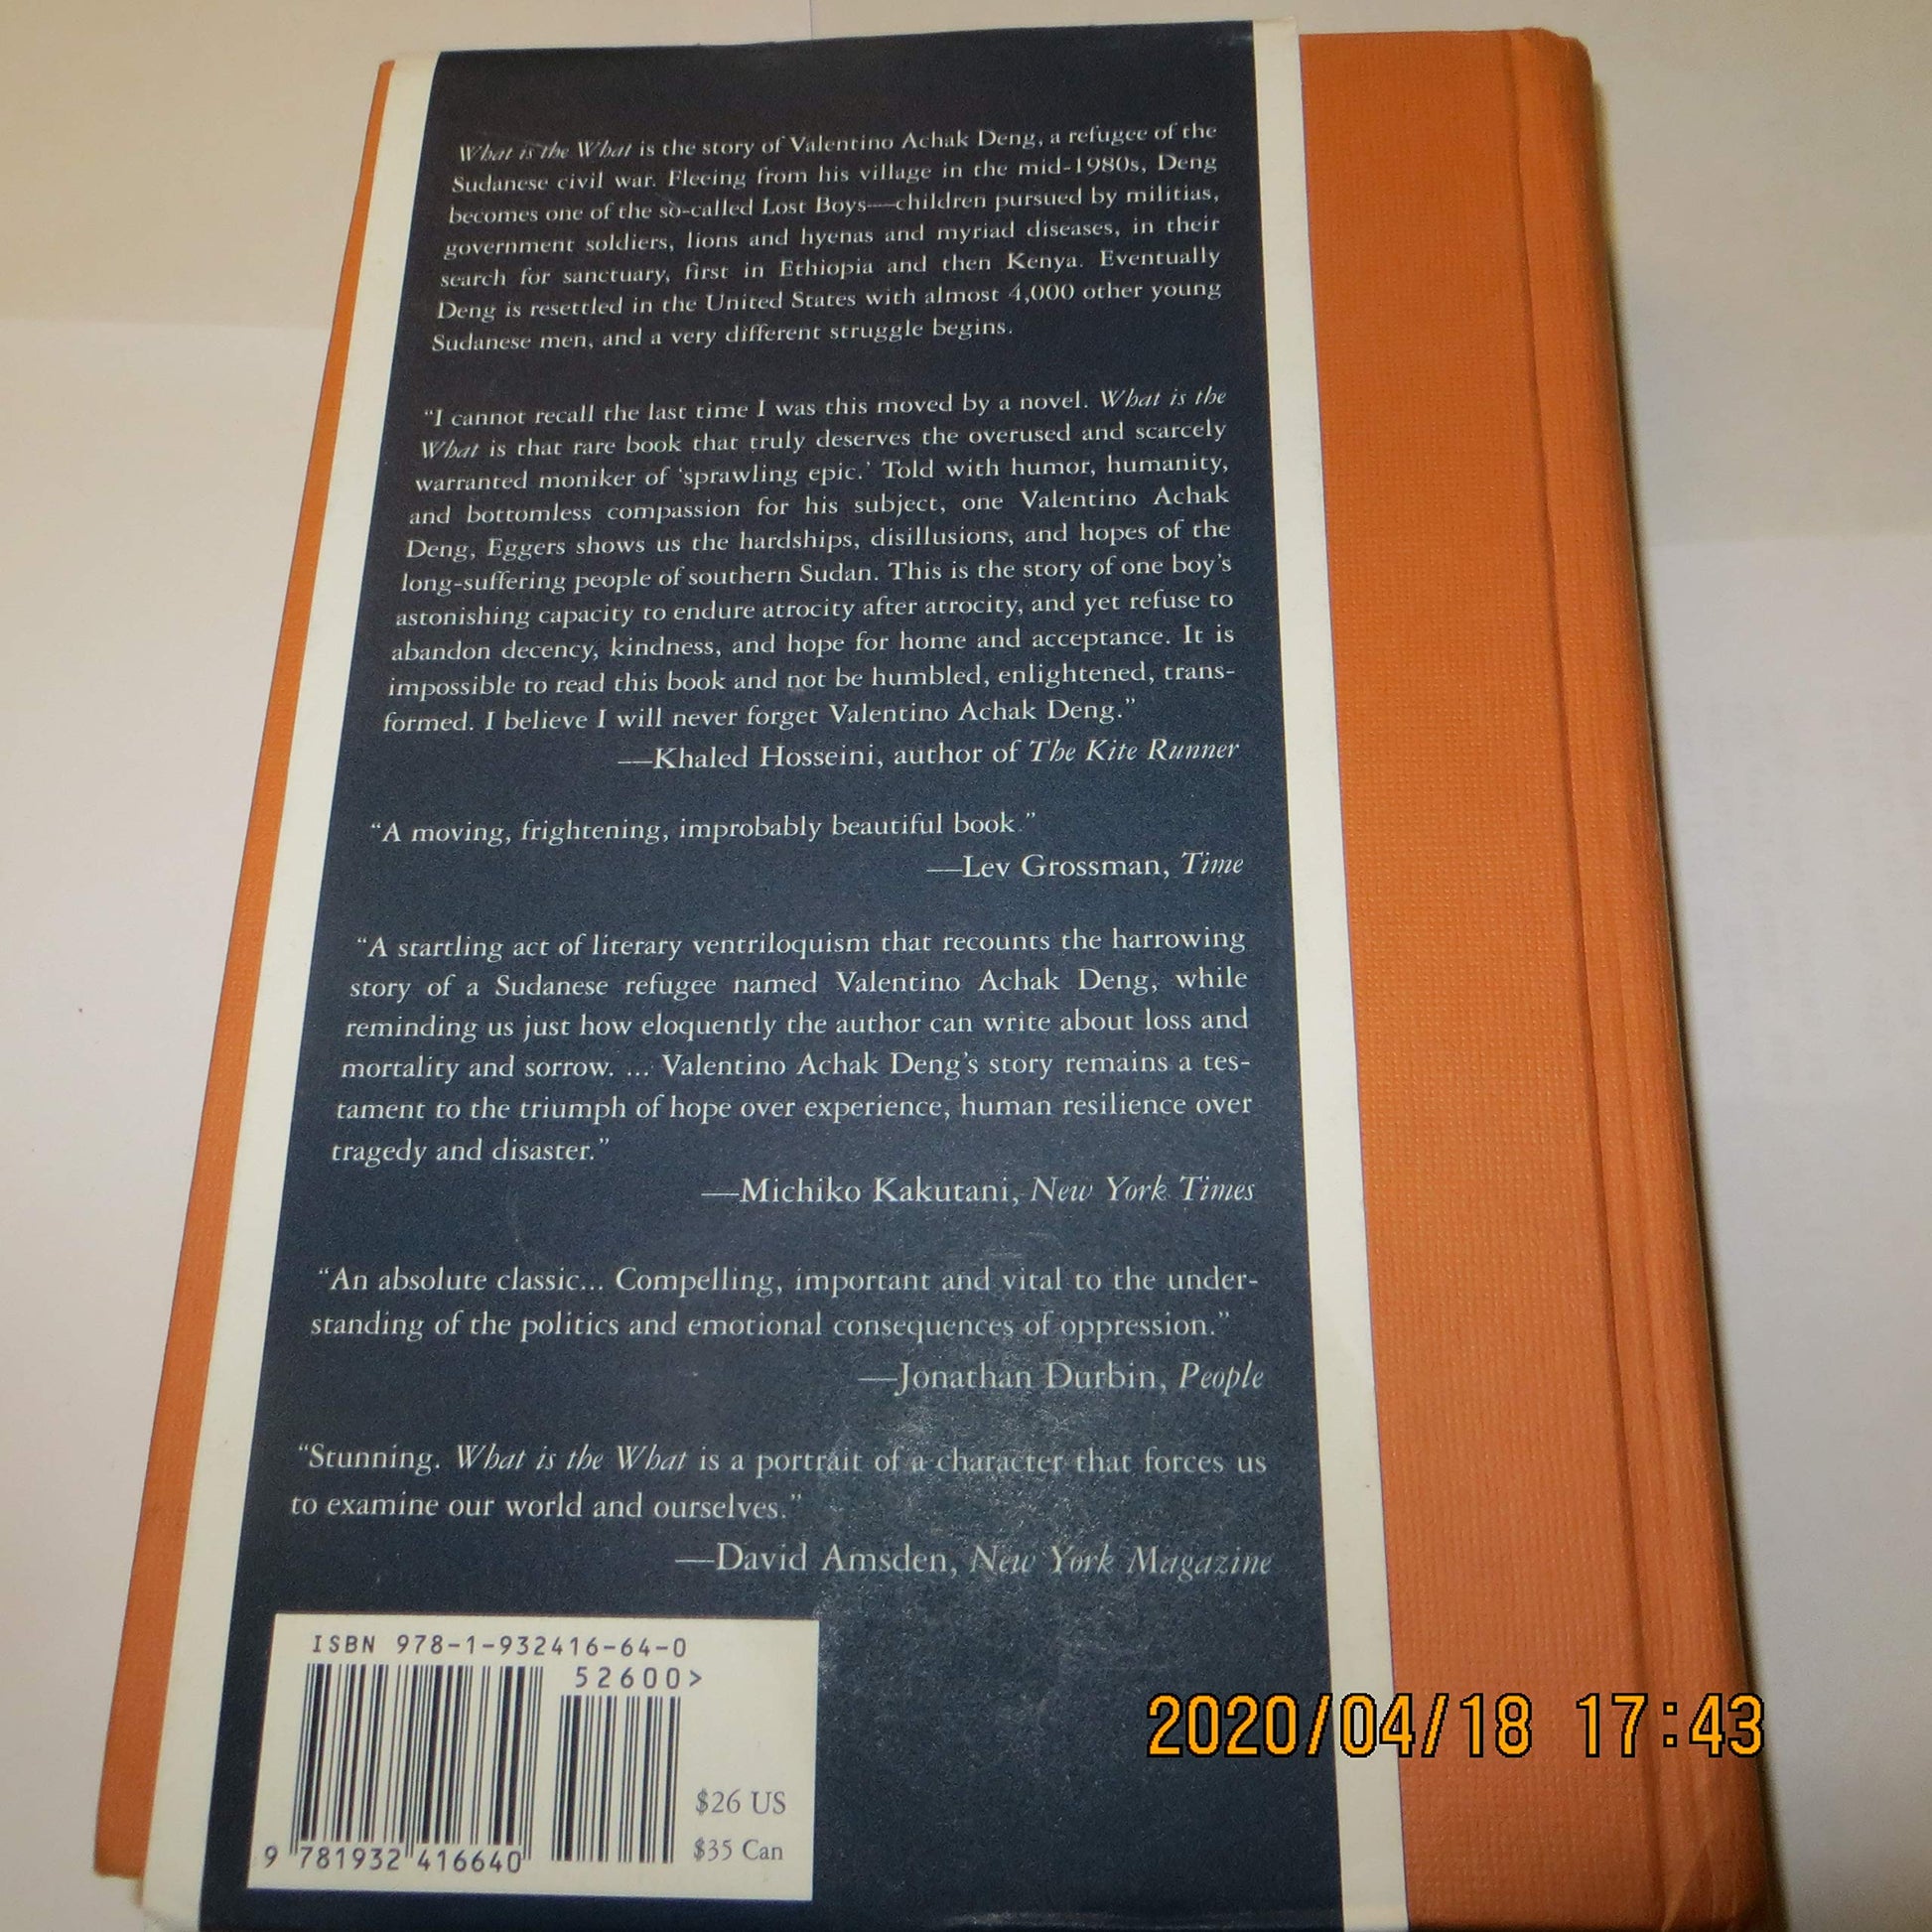 What is the What is the story of Valentino Achak Deng, a refugee of the
Sudanese civil war. Fleeing from his village in the mid-1980s, Deng
becomes one of the so-called Lost Boys—children pursued by militias,
government soldiers, lions and hyenas and myriad diseases, in their
search for sanctuary, first in Ethiopia and then Kenya. Eventually
Deng is resettled in the United States with almost 4,000 other young
Sudanese men, and a very different struggle begins.
“I cannot recall the last time I was this moved by a novel. What is the
What is that rare book that truly deserves the overused and scarcely
warranted moniker of ‘sprawling epic.’ Told with humor, humanity,
and bottomless compassion for his subject, one Valentino Achak
Deng, Eggers shows us the hardships, disillusions, and hopes of the
long-suffering people of southern Sudan. This is the story of one boy’s
astonishing capacity to endure atrocity after atrocity, and yet refuse to
abandon decency, kindness, and hope for home and acceptance. It is
impossible to read this book and not be humbled, enlightened, trans-
formed. I believe I will never forget Valentino Achak Deng.”
—Khaled Hosseini, author of The Kite Runner
“A moving, frightening, improbably beautiful book.”
—Lev Grossman, Time
“A startling act of literary ventriloquism that recounts the harrowing
story of a Sudanese refugee named Valentino Achak Deng, while
reminding us just how eloquently the author can write about loss and
mortality and sorrow. ... Valentino Achak Deng’s story remains a tes-
tament to the triumph of hope over experience, human resilience over
tragedy and disaster.”
—Michiko Kakutani, New York Times
“An absolute classic... Compelling, important and vital to the under-
standing of the politics and emotional consequences of oppression.”
—Jonathan Durbin, People
“Stunning. What is the What is a portrait of a character that forces us
to examine our world and ourselves.”
—David Amsden, New York Magazine
ISBN 978-1-932416-64-0
52600>
$26 US
$35 Can
9 781932 416640
2020/04/18 17:43